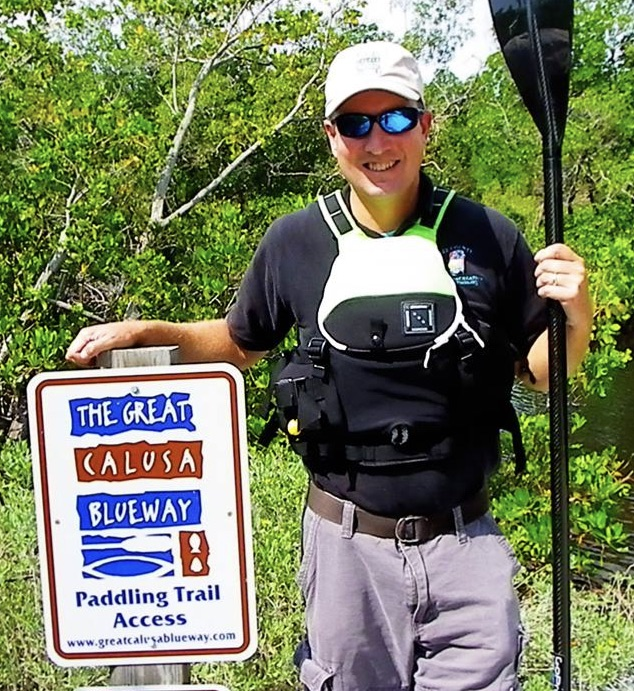 THE GREAT
CALUSA
BLUEWAY
Paddling Trail
Access
www.greatcalusablueway.com